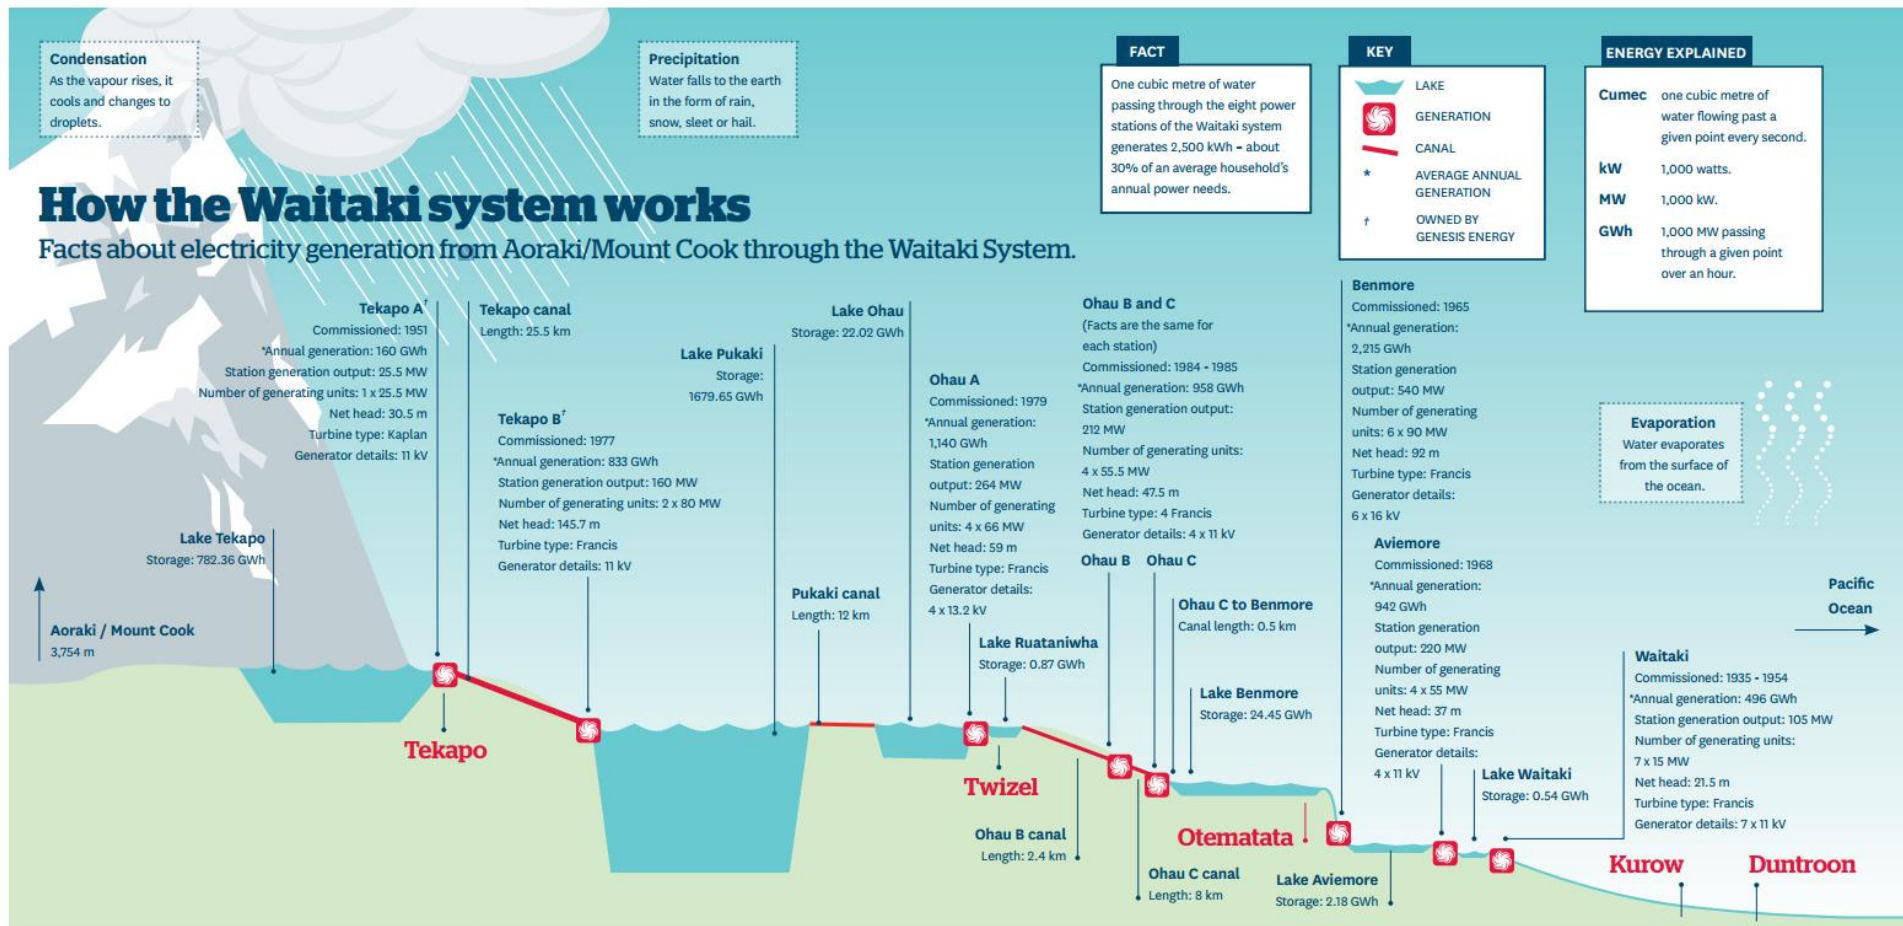 Condensation
As the vapour rises, it
cools and changes to
droplets.
Precipitation
Water falls to the earth
in the form of rain,
snow, sleet or hail.
FACT
One cubic metre of water
passing through the eight power
stations of the Waitaki system
generates 2,500 kWh – about
30% of an average household's
annual power needs.
KEY
LAKE
GENERATION
CANAL
* AVERAGE ANNUAL
GENERATION
† OWNED BY
GENESIS ENERGY
ENERGY EXPLAINED
Cumec one cubic metre of
water flowing past a
given point every second.
kW 1,000 watts.
MW 1,000 kW.
GWh 1,000 MW passing
through a given point
over an hour.
How the Waitaki system works
Facts about electricity generation from Aoraki/Mount Cook through the Waitaki System.
Tekapo A†
Commissioned: 1951
*Annual generation: 160 GWh
Station generation output: 25.5 MW
Number of generating units: 1 x 25.5 MW
Net head: 30.5 m
Turbine type: Kaplan
Generator details: 11 kV
Tekapo canal
Length: 25.5 km
Tekapo B†
Commissioned: 1977
*Annual generation: 833 GWh
Station generation output: 160 MW
Number of generating units: 2 x 80 MW
Net head: 145.7 m
Turbine type: Francis
Generator details: 11 kV
Lake Pukaki
Storage:
1679.65 GWh
Lake Ohau
Storage: 22.02 GWh
Ohau A
Commissioned: 1979
*Annual generation:
1,140 GWh
Station generation
output: 264 MW
Number of generating
units: 4 x 66 MW
Net head: 59 m
Turbine type: Francis
Generator details:
4 x 13.2 kV
Ohau B and C
(Facts are the same for
each station)
Commissioned: 1984 - 1985
*Annual generation: 958 GWh
Station generation output:
212 MW
Number of generating units:
4 x 55.5 MW
Net head: 47.5 m
Turbine type: 4 Francis
Generator details: 4 x 11 kV
Ohau B
Ohau C
Benmore
Commissioned: 1965
*Annual generation:
2,215 GWh
Station generation
output: 540 MW
Number of generating
units: 6 x 90 MW
Net head: 92 m
Turbine type: Francis
Generator details:
6 x 16 kV
Evaporation
Water evaporates
from the surface of
the ocean.
Lake Tekapo
Storage: 782.36 GWh
Aoraki / Mount Cook
3,754 m
Pukaki canal
Length: 12 km
Lake Ruataniwha
Storage: 0.87 GWh
Ohau C to Benmore
Canal length: 0.5 km
Lake Benmore
Storage: 24.45 GWh
Aviemore
Commissioned: 1968
*Annual generation:
942 GWh
Station generation
output: 220 MW
Number of generating
units: 4 x 55 MW
Net head: 37 m
Turbine type: Francis
Generator details:
4 x 11 kV
Pacific
Ocean
Waitaki
Commissioned: 1935 - 1954
*Annual generation: 496 GWh
Station generation output: 105 MW
Number of generating units:
7 x 15 MW
Net head: 21.5 m
Turbine type: Francis
Generator details: 7 x 11 kV
Lake Waitaki
Storage: 0.54 GWh
Tekapo
Twizel
Ohau B canal
Length: 2.4 km
Otematata
Ohau C canal
Length: 8 km
Lake Aviemore
Storage: 2.18 GWh
Kurow
Duntroon